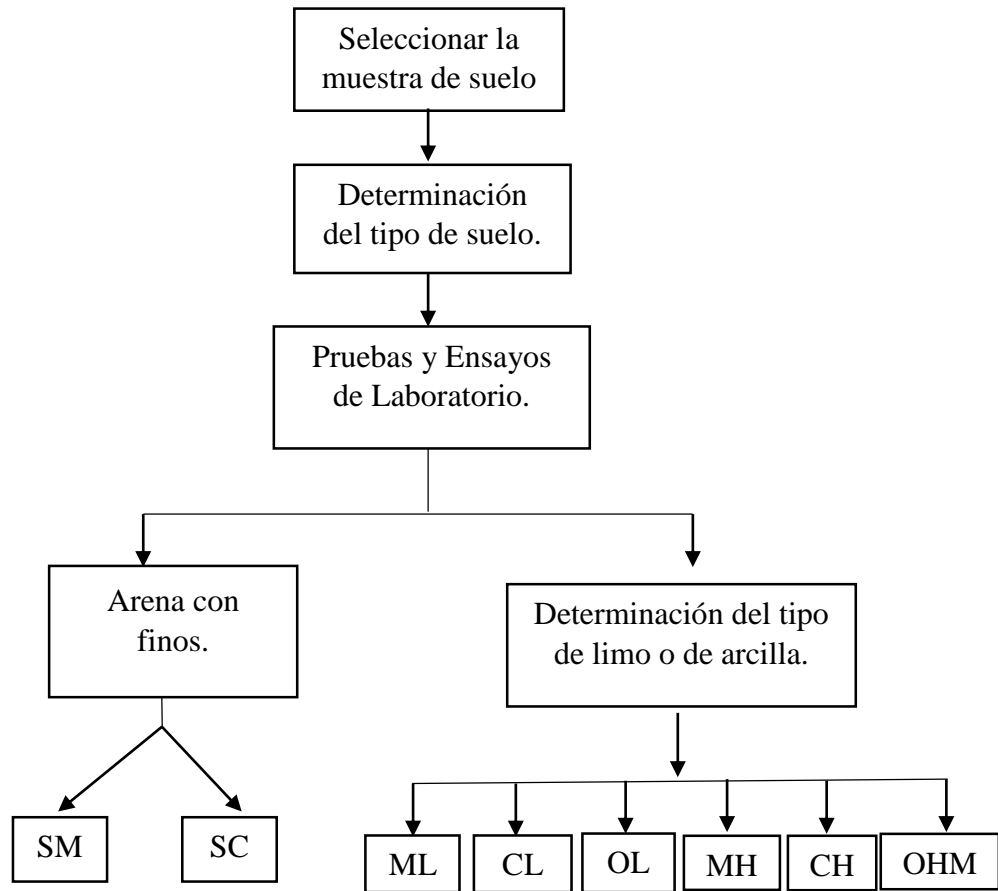 Seleccionar la
muestra de suelo
Determinación
del tipo de suelo.
Pruebas y Ensayos
de Laboratorio.
Arena con
finos.
Determinación del tipo
de limo o de arcilla.
SM
SC
ML
CL
OL
MH
CH
OHM